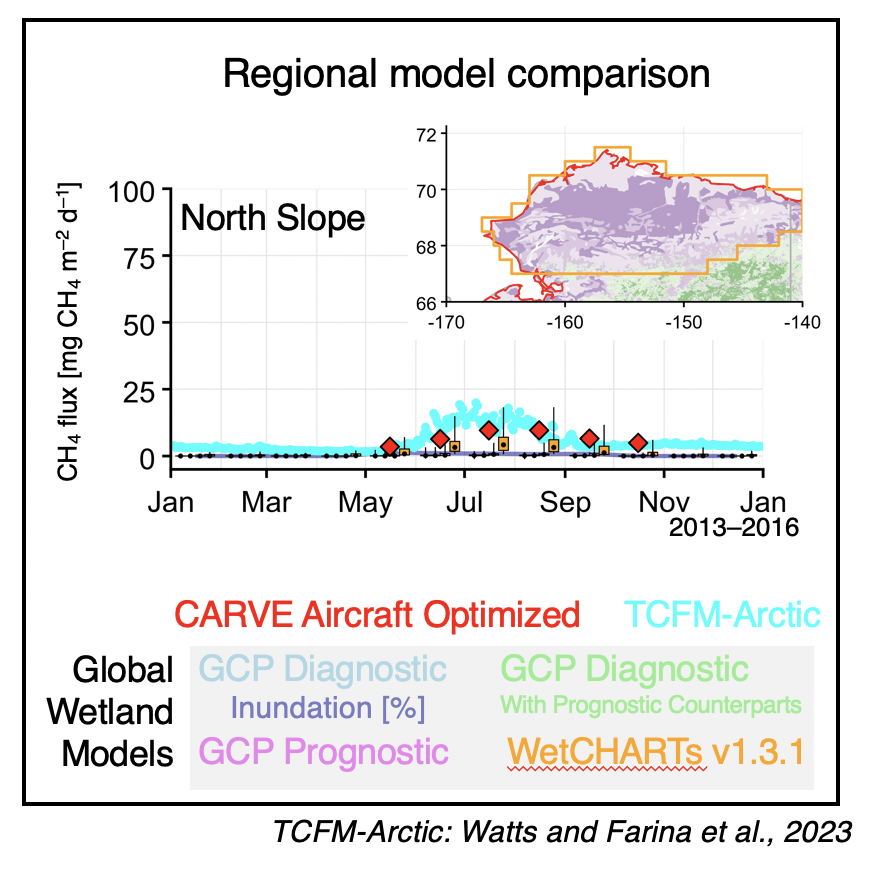 Regional model comparison
CH₄ flux [mg CH₄ m⁻² d⁻¹]
100
75
50
25
0
North Slope
72
70
68
66
-170 -160 -150 -140
Jan Mar May Jul Sep Nov Jan
2013–2016
CARVE Aircraft Optimized TCFM-Arctic
Global Wetland Models
GCP Diagnostic GCP Diagnostic
Inundation [%] With Prognostic Counterparts
GCP Prognostic WetCHARTs v1.3.1
TCFM-Arctic: Watts and Farina et al., 2023